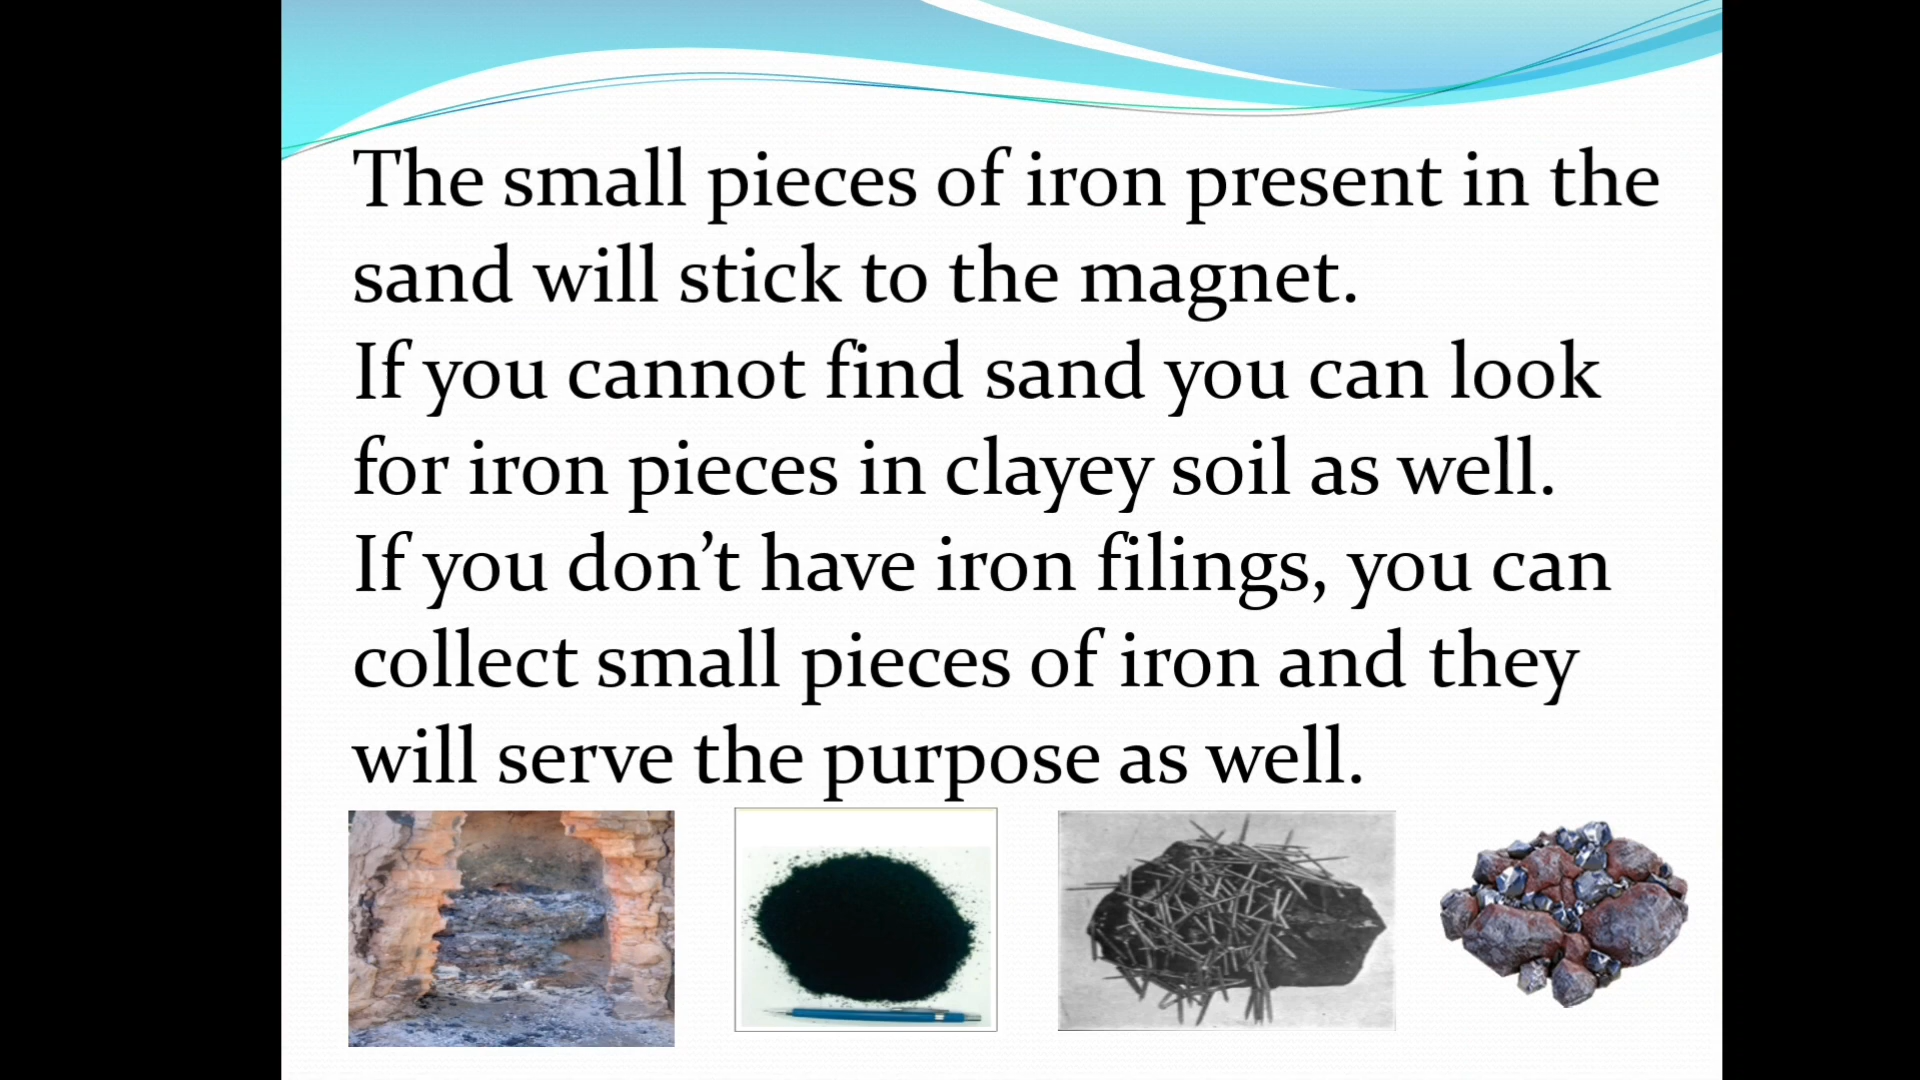 The small pieces of iron present in the
sand will stick to the magnet.
If you cannot find sand you can look
for iron pieces in clayey soil as well.
If you don’t have iron filings, you can
collect small pieces of iron and they
will serve the purpose as well.